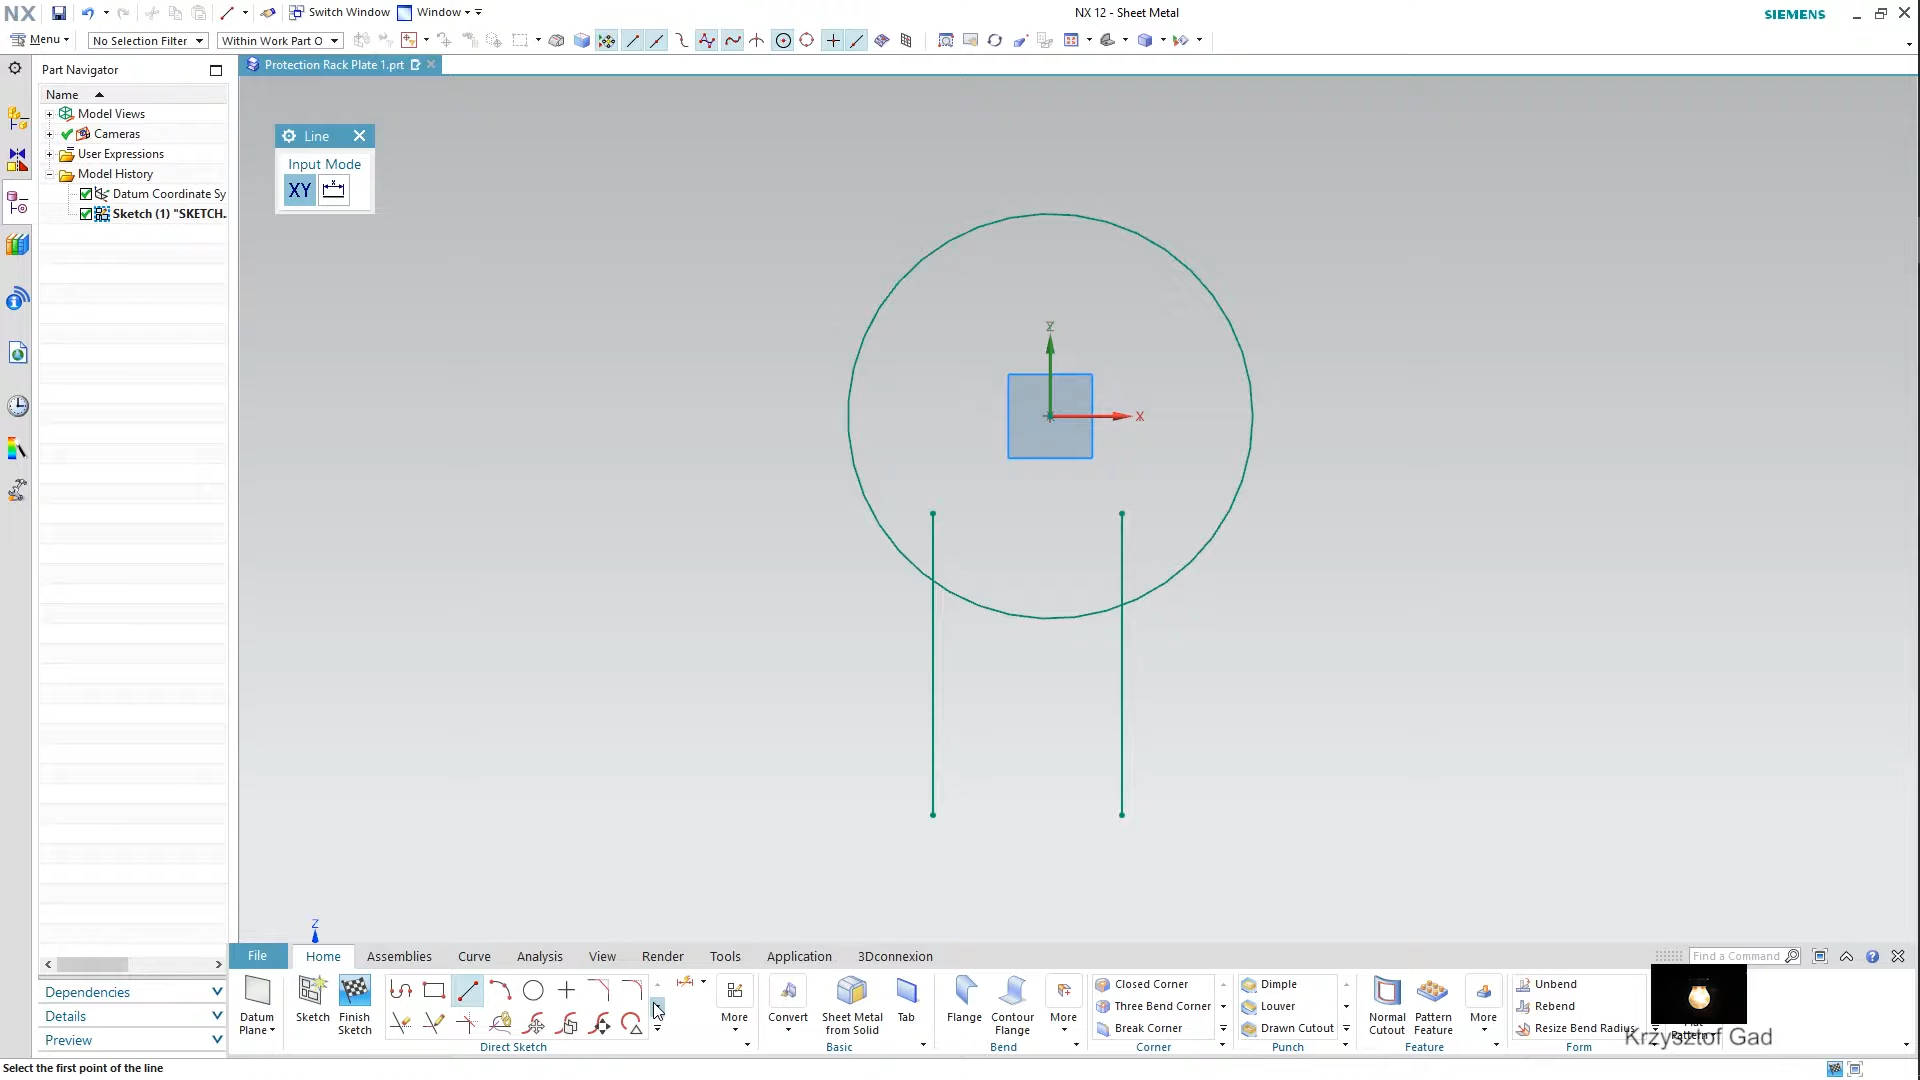 NX
Switch Window
Window
NX 12 - Sheet Metal
SIEMENS
Menu
No Selection Filter
Within Work Part O
Part Navigator
Protection Rack Plate 1.prt
Name
Model Views
Cameras
User Expressions
Model History
Datum Coordinate Sy
Sketch (1) "SKETCH.
Line
Input Mode
XY
Z
X
Z
Dependencies
Details
Preview
File
Home
Assemblies
Curve
Analysis
View
Render
Tools
Application
3Dconnexion
Find a Command
Datum
Plane
Sketch
Finish
Sketch
Direct Sketch
More
Convert
Sheet Metal
from Solid
Tab
Basic
Flange
Contour
Flange
More
Bend
Closed Corner
Three Bend Corner
Break Corner
Corner
Dimple
Louver
Drawn Cutout
Punch
Normal
Cutout
Pattern
Feature
More
Feature
Unbend
Rebend
Resize Bend Radius
Form
Krzysztof Gad
Select the first point of the line